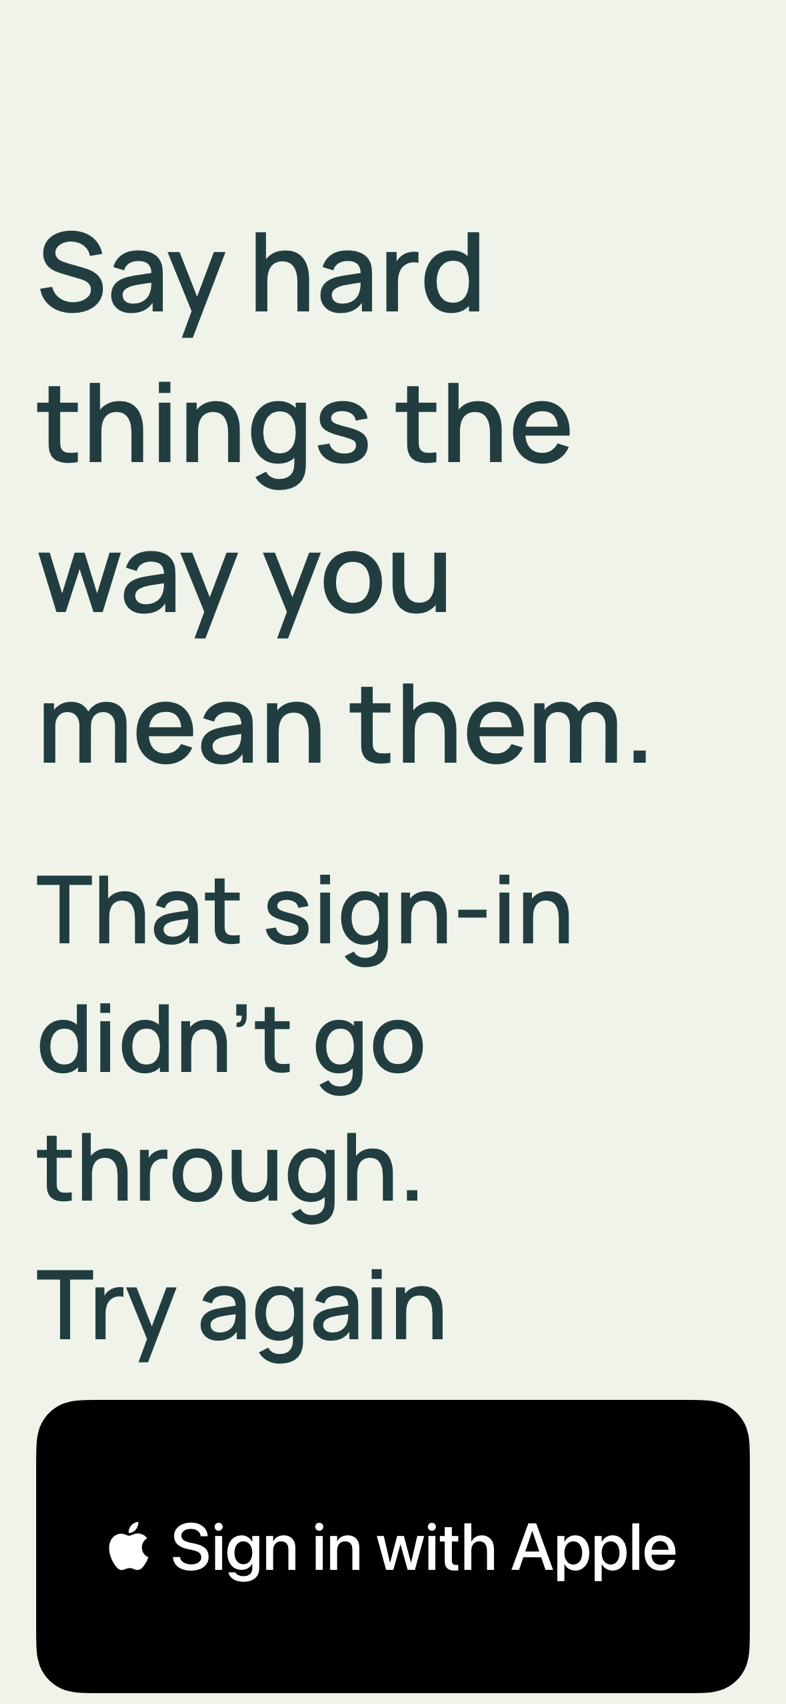 Say hard
things the
way you
mean them.
That sign-in
didn’t go
through.
Try again
Sign in with Apple